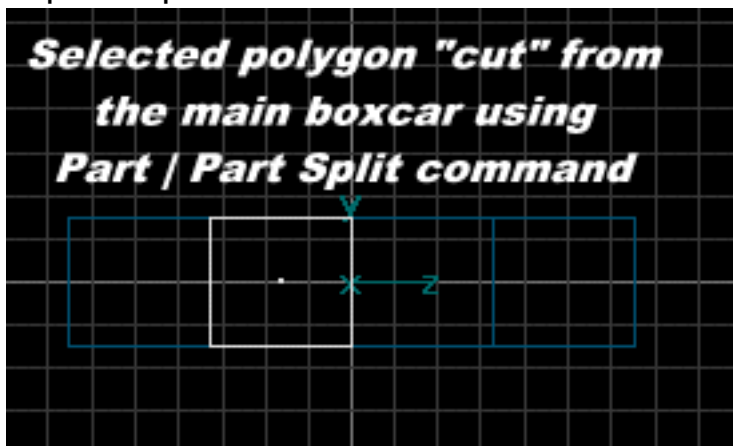 Selected polygon "cut" from
the main boxcar using
Part / Part Split command
Y
X Z